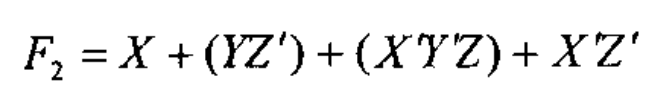 F₂ = X + (YZ') + (X'Y'Z) + X'Z'